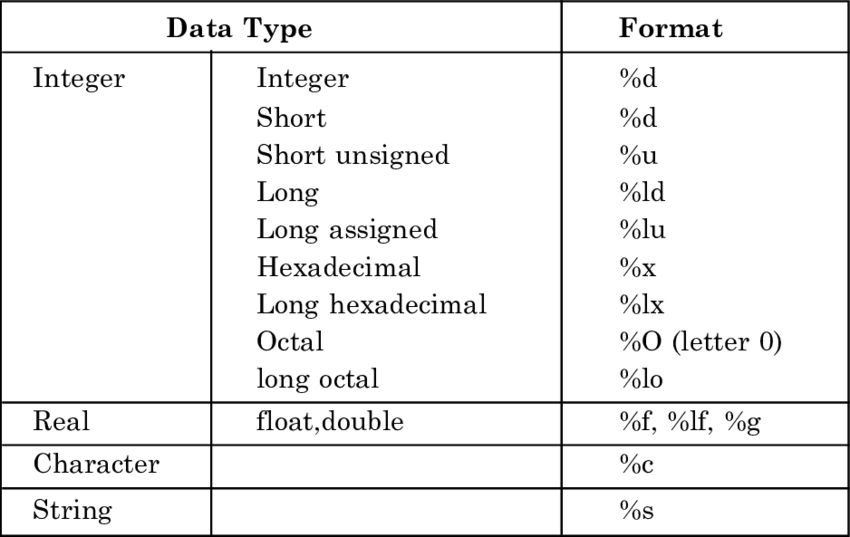 Data Type Format
Integer Integer %d
Short %d
Short unsigned %u
Long %ld
Long assigned %lu
Hexadecimal %x
Long hexadecimal %lx
Octal %O (letter 0)
long octal %lo
Real float,double %f, %lf, %g
Character %c
String %s